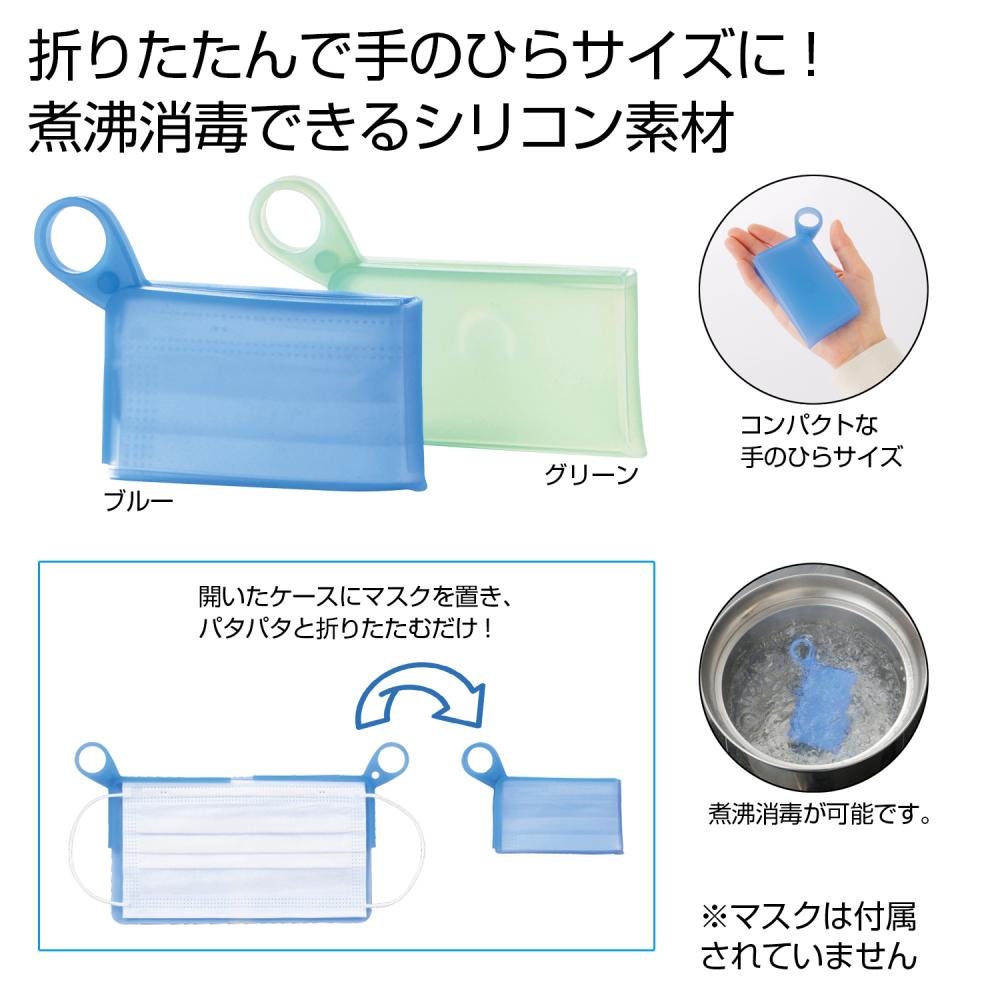 折りたたんで手のひらサイズに！
煮沸消毒できるシリコン素材
ブルー
グリーン
コンパクトな
手のひらサイズ
開いたケースにマスクを置き、
パタパタと折りたたむだけ！
煮沸消毒が可能です。
※マスクは付属
されていません